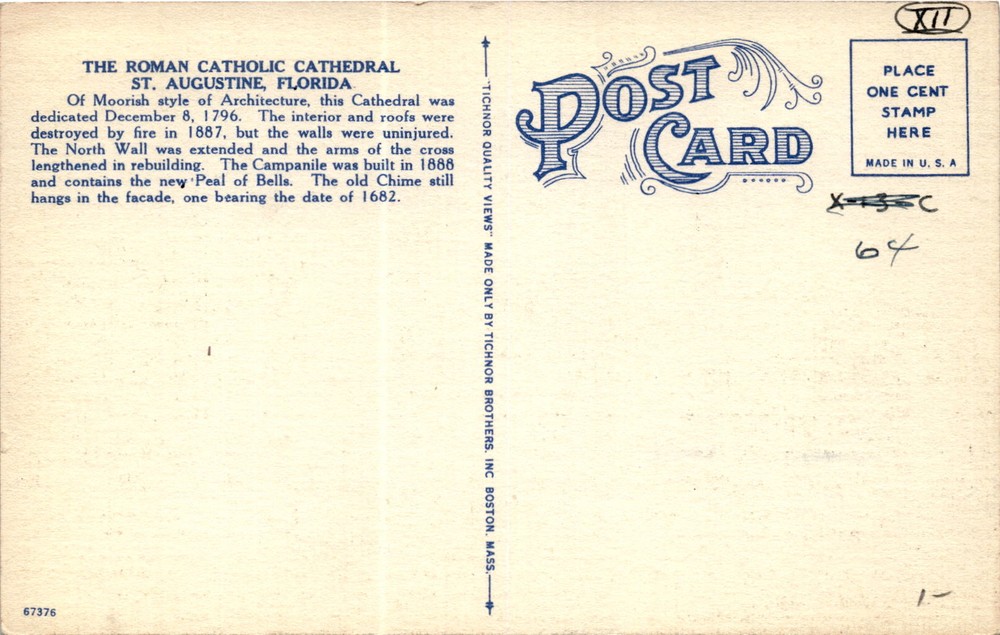 THE ROMAN CATHOLIC CATHEDRAL
ST. AUGUSTINE, FLORIDA
Of Moorish style of Architecture, this Cathedral was
dedicated December 8, 1796. The interior and roofs were
destroyed by fire in 1887, but the walls were uninjured.
The North Wall was extended and the arms of the cross
lengthened in rebuilding. The Campanile was built in 1888
and contains the new Peal of Bells. The old Chime still
hangs in the facade, one bearing the date of 1682.
67376
"TICHNOR QUALITY VIEWS" MADE ONLY BY TICHNOR BROTHERS. INC BOSTON. MASS.
POST
CARD
XII
PLACE
ONE CENT
STAMP
HERE
MADE IN U. S. A
C
64
1-